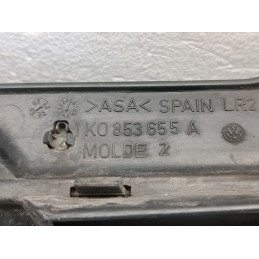 >ASA< SPAIN LR2
1K0 853 655 A
MOLDE 2